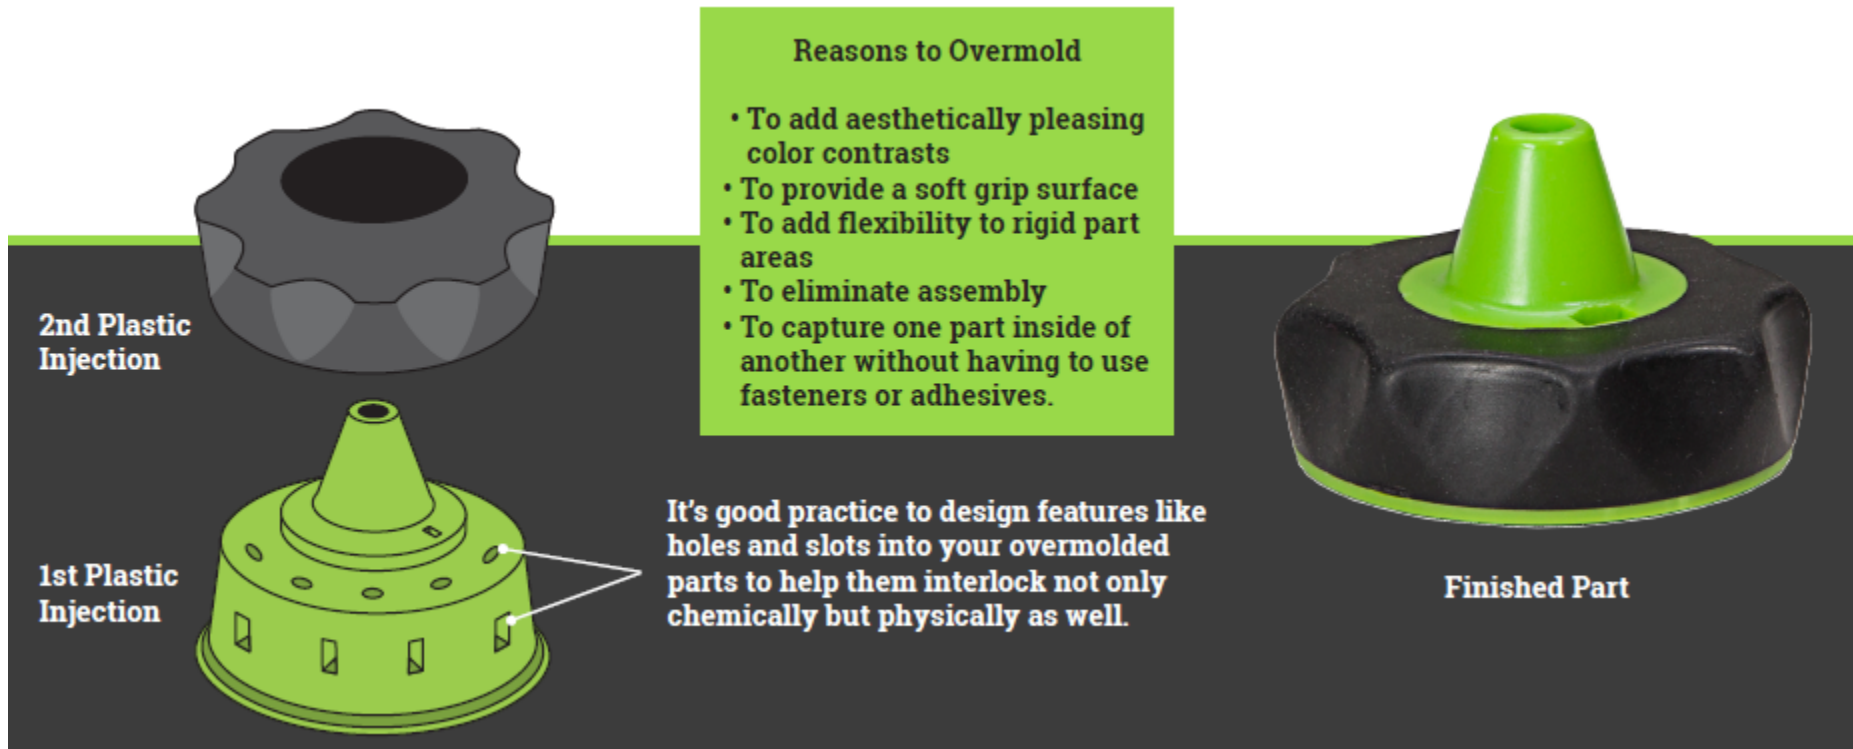 Reasons to Overmold
• To add aesthetically pleasing
color contrasts
• To provide a soft grip surface
• To add flexibility to rigid part
areas
• To eliminate assembly
• To capture one part inside of
another without having to use
fasteners or adhesives.
2nd Plastic
Injection
1st Plastic
Injection
It's good practice to design features like
holes and slots into your overmolded
parts to help them interlock not only
chemically but physically as well.
Finished Part